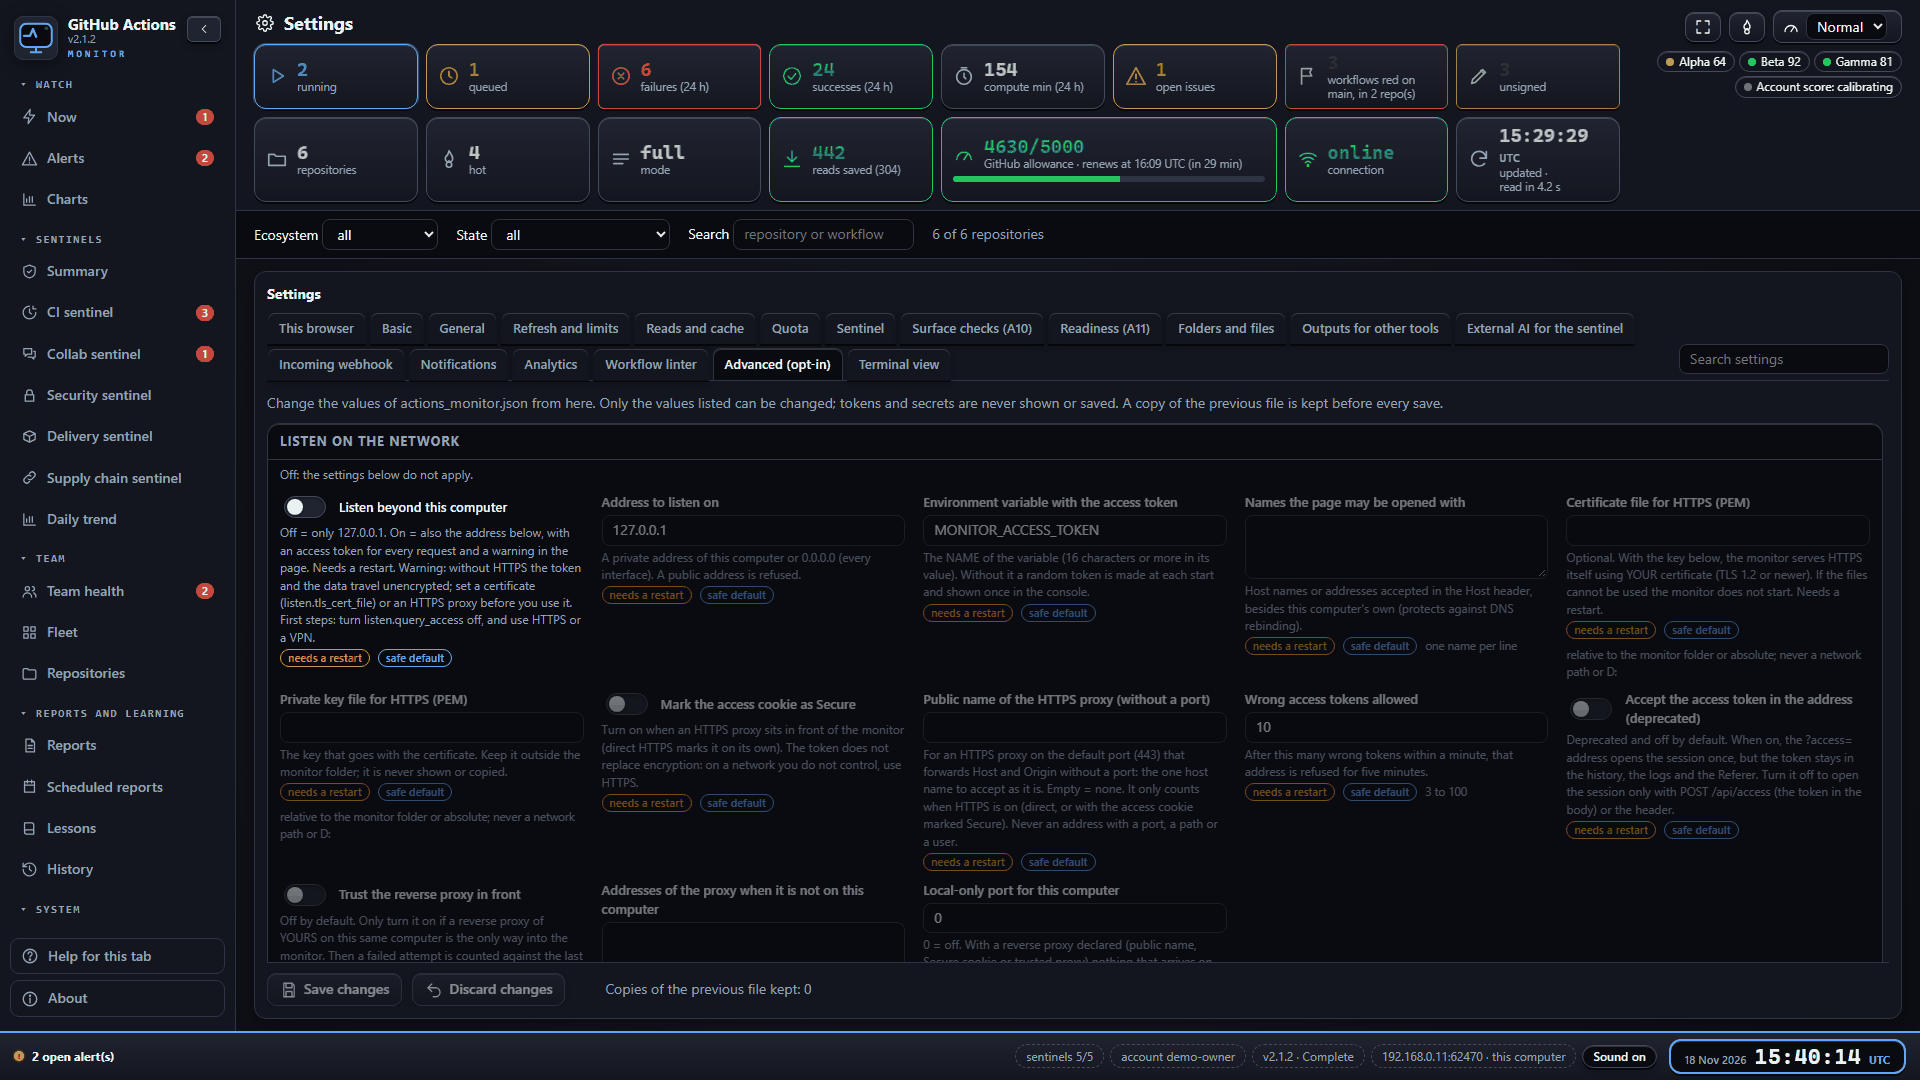 GitHub Actions
v2.1.2
MONITOR
WATCH
Now 1
Alerts 2
Charts
SENTINELS
Summary
CI sentinel 3
Collab sentinel 1
Security sentinel
Delivery sentinel
Supply chain sentinel
Daily trend
TEAM
Team health 2
Fleet
Repositories
REPORTS AND LEARNING
Reports
Scheduled reports
Lessons
History
SYSTEM
Help for this tab
About
Settings
Normal
Alpha 64
Beta 92
Gamma 81
Account score: calibrating
2
running
1
queued
6
failures (24 h)
24
successes (24 h)
154
compute min (24 h)
1
open issues
3
workflows red on
main, in 2 repo(s)
3
unsigned
6
repositories
4
hot
full
mode
442
reads saved (304)
4630/5000
GitHub allowance · renews at 16:09 UTC (in 29 min)
online
connection
15:29:29
UTC
updated ·
read in 4.2 s
Ecosystem all
State all
Search repository or workflow
6 of 6 repositories
Settings
This browser
Basic
General
Refresh and limits
Reads and cache
Quota
Sentinel
Surface checks (A10)
Readiness (A11)
Folders and files
Outputs for other tools
External AI for the sentinel
Incoming webhook
Notifications
Analytics
Workflow linter
Advanced (opt-in)
Terminal view
Search settings
Change the values of actions_monitor.json from here. Only the values listed can be changed; tokens and secrets are never shown or saved. A copy of the previous file is kept before every save.
LISTEN ON THE NETWORK
Off: the settings below do not apply.
Listen beyond this computer
Off = only 127.0.0.1. On = also the address below, with
an access token for every request and a warning in the
page. Needs a restart. Warning: without HTTPS the token
and the data travel unencrypted; set a certificate
(listen.tls_cert_file) or an HTTPS proxy before you use it.
First steps: turn listen.query_access off, and use HTTPS or
a VPN.
needs a restart safe default
Address to listen on
127.0.0.1
A private address of this computer or 0.0.0.0 (every
interface). A public address is refused.
needs a restart safe default
Environment variable with the access token
MONITOR_ACCESS_TOKEN
The NAME of the variable (16 characters or more in its
value). Without it a random token is made at each start
and shown once in the console.
needs a restart safe default
Names the page may be opened with
Host names or addresses accepted in the Host header,
besides this computer's own (protects against DNS
rebinding).
needs a restart safe default one name per line
Certificate file for HTTPS (PEM)
Optional. With the key below, the monitor serves HTTPS
itself using YOUR certificate (TLS 1.2 or newer). If the files
cannot be used the monitor does not start. Needs a
restart.
needs a restart safe default
relative to the monitor folder or absolute; never a network
path or D:
Private key file for HTTPS (PEM)
The key that goes with the certificate. Keep it outside the
monitor folder; it is never shown or copied.
needs a restart safe default
relative to the monitor folder or absolute; never a network
path or D:
Mark the access cookie as Secure
Turn on when an HTTPS proxy sits in front of the monitor
(direct HTTPS marks it on its own). The token does not
replace encryption: on a network you do not control, use
HTTPS.
needs a restart safe default
Public name of the HTTPS proxy (without a port)
For an HTTPS proxy on the default port (443) that
forwards Host and Origin without a port: the one host
name to accept as it is. Empty = none. It only counts
when HTTPS is on (direct, or with the access cookie
marked Secure). Never an address with a port, a path or
a user.
needs a restart safe default
Wrong access tokens allowed
10
After this many wrong tokens within a minute, that
address is refused for five minutes.
needs a restart safe default 3 to 100
Accept the access token in the address
(deprecated)
Deprecated and off by default. When on, the ?access=
address opens the session once, but the token stays in
the history, the logs and the Referer. Turn it off to open
the session only with POST /api/access (the token in the
body) or the header.
needs a restart safe default
Trust the reverse proxy in front
Off by default. Only turn it on if a reverse proxy of
YOURS on this same computer is the only way into the
monitor. Then a failed attempt is counted against the last
Addresses of the proxy when it is not on this
computer
Local-only port for this computer
0
0 = off. With a reverse proxy declared (public name,
Secure cookie or trusted proxy) nothing that arrives on
Save changes
Discard changes
Copies of the previous file kept: 0
2 open alert(s)
sentinels 5/5
account demo-owner
v2.1.2 · Complete
192.168.0.11:62470 · this computer
Sound on
18 Nov 2026 15:40:14 UTC